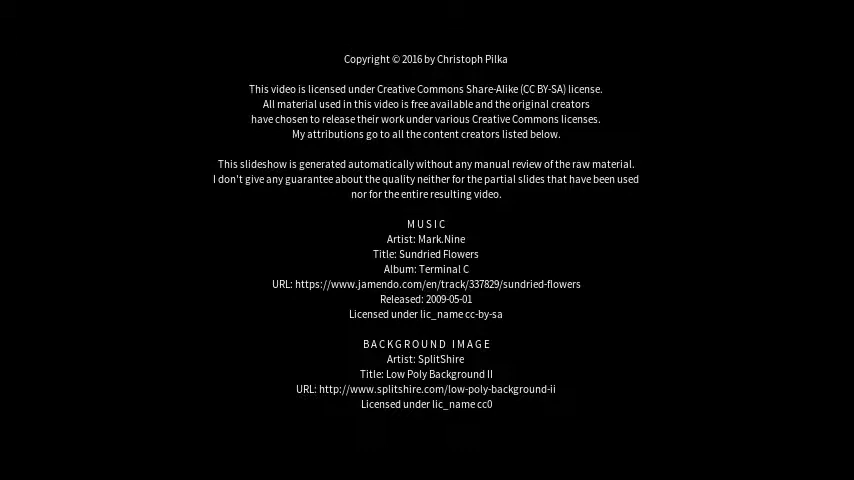 Copyright © 2016 by Christoph Pilka
This video is licensed under Creative Commons Share-Alike (CC BY-SA) license.
All material used in this video is free available and the original creators
have chosen to release their work under various Creative Commons licenses.
My attributions go to all the content creators listed below.
This slideshow is generated automatically without any manual review of the raw material.
I don't give any guarantee about the quality neither for the partial slides that have been used
nor for the entire resulting video.
M U S I C
Artist: Mark.Nine
Title: Sundried Flowers
Album: Terminal C
URL: https://www.jamendo.com/en/track/337829/sundried-flowers
Released: 2009-05-01
Licensed under lic_name cc-by-sa
B A C K G R O U N D   I M A G E
Artist: SplitShire
Title: Low Poly Background II
URL: http://www.splitshire.com/low-poly-background-ii
Licensed under lic_name cc0